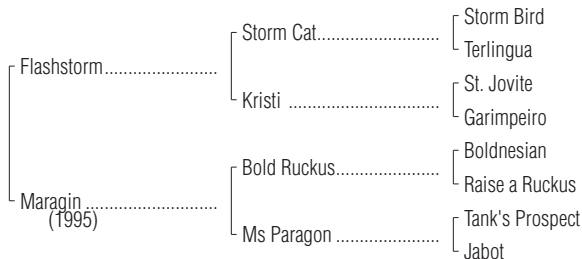 Storm Bird
Storm Cat..............................
Terlingua
Flashstorm............................
St. Jovite
Kristi .....................................
Garimpeiro
Boldnesian
Bold Ruckus..........................
Raise a Ruckus
Maragin .................................
(1995)
Tank's Prospect
Ms Paragon ..........................
Jabot